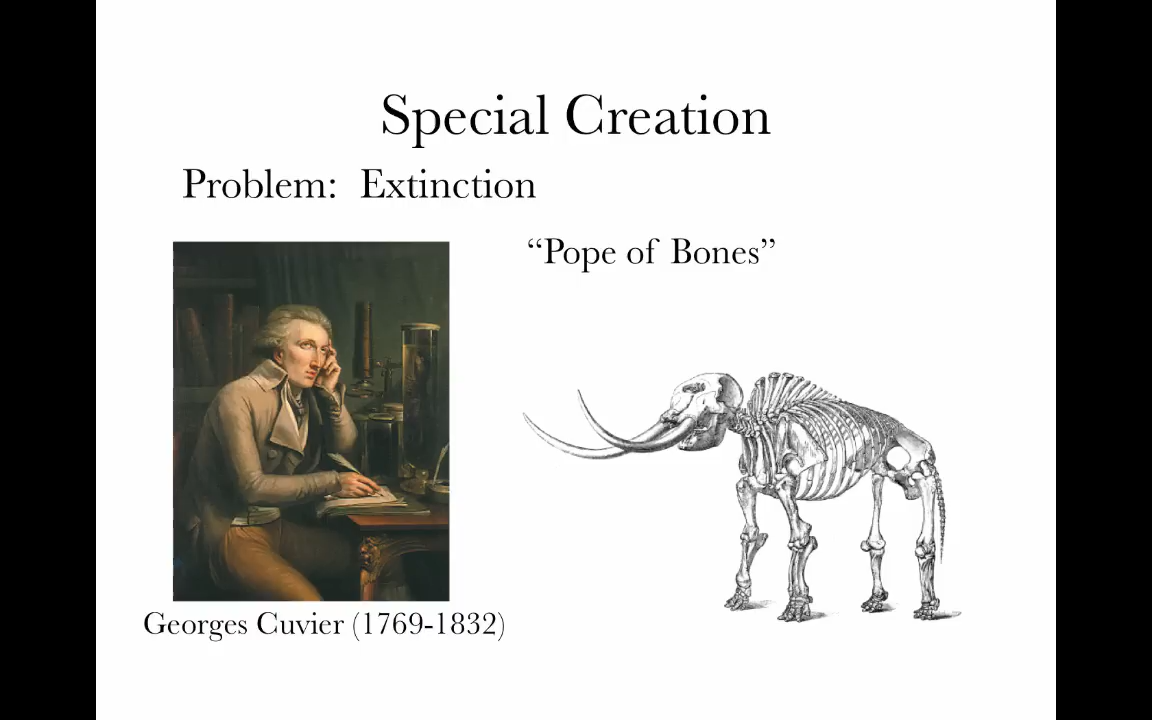 Special Creation
Problem: Extinction
“Pope of Bones”
Georges Cuvier (1769-1832)